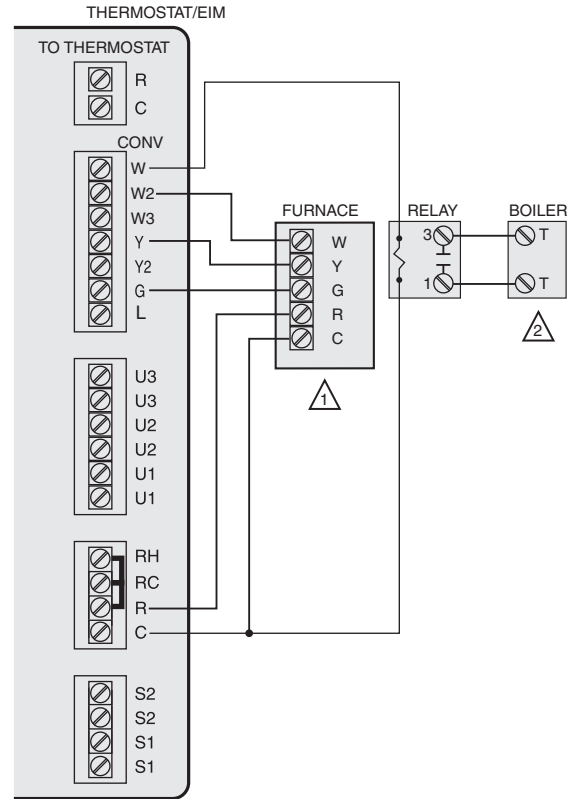 THERMOSTAT/EIM
TO THERMOSTAT
R
C
CONV
W
W2
W3
Y
Y2
G
L
U3
U3
U2
U2
U1
U1
RH
RC
R
C
S2
S2
S1
S1
FURNACE
W
Y
G
R
C
1
RELAY
3
1
BOILER
T
T
2